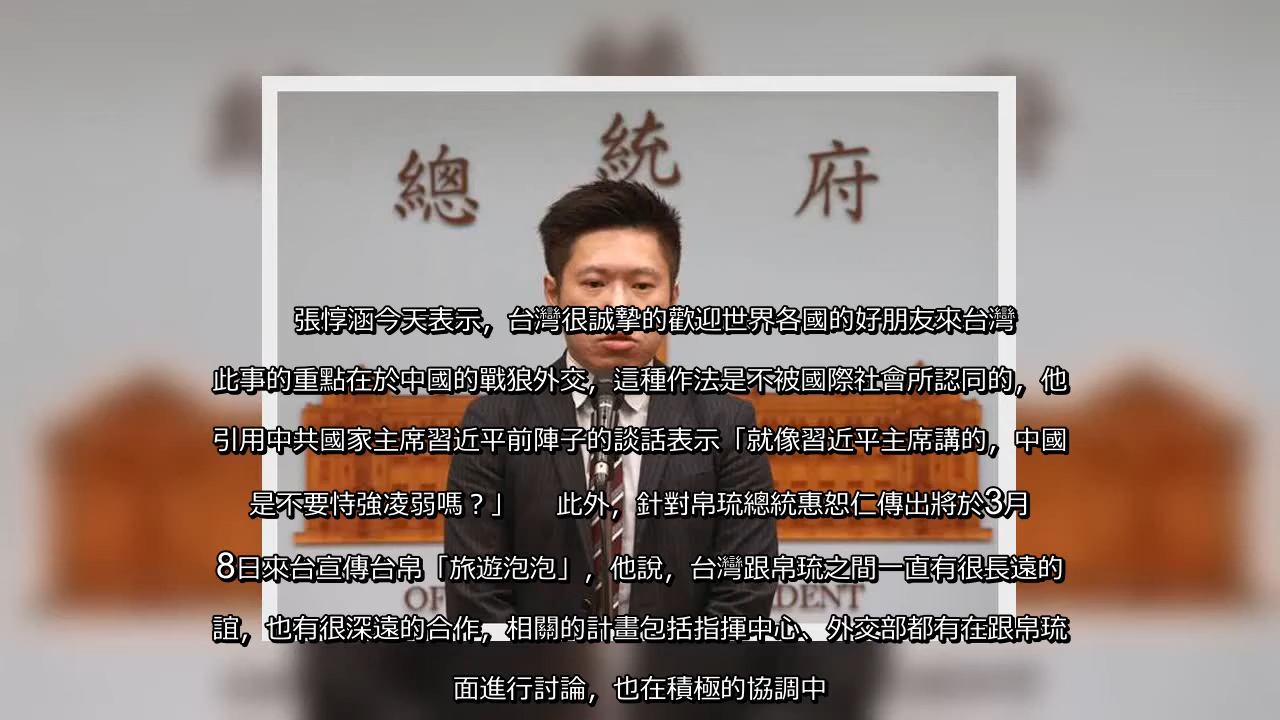 總統府
張惇涵今天表示，台灣很誠摯的歡迎世界各國的好朋友來台灣
此事的重點在於中國的戰狼外交，這種作法是不被國際社會所認同的，他
引用中共國家主席習近平前陣子的談話表示「就像習近平主席講的，中國
是不要恃強凌弱嗎？」　此外，針對帛琉總統惠恕仁傳出將於3月
8日來台宣傳台帛「旅遊泡泡」，他說，台灣跟帛琉之間一直有很長遠的
誼，也有很深遠的合作，相關的計畫包括指揮中心、外交部都有在跟帛琉
面進行討論，也在積極的協調中